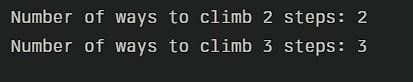 Number of ways to climb 2 steps: 2
Number of ways to climb 3 steps: 3